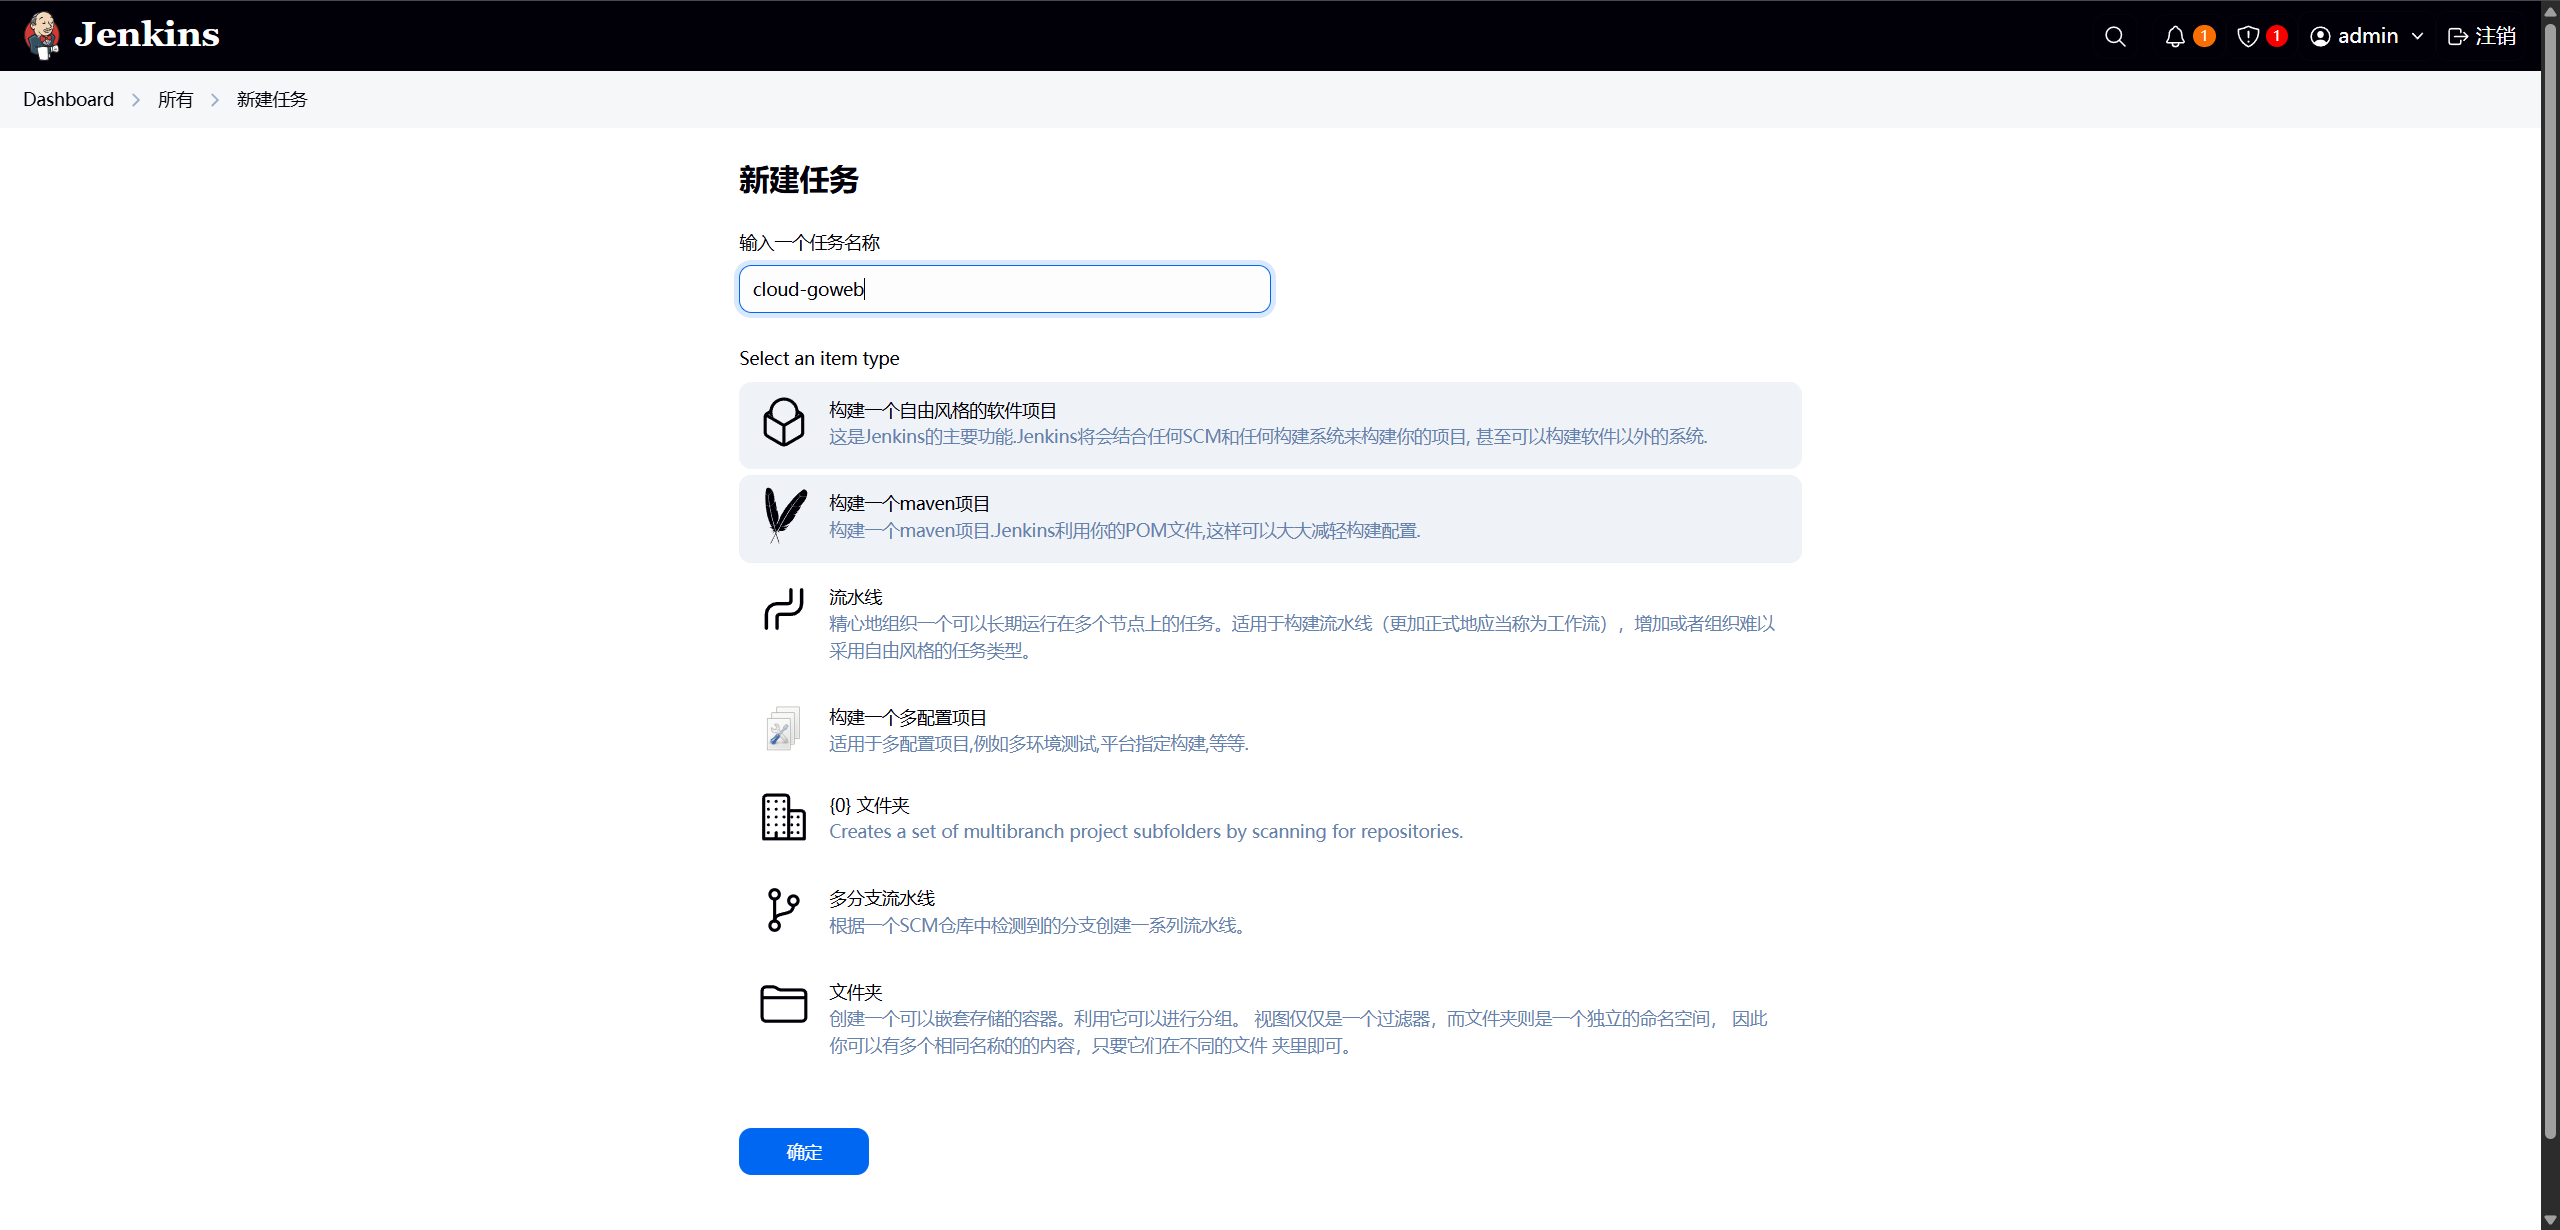 Jenkins
1
1
admin
注销
Dashboard
所有
新建任务
新建任务
输入一个任务名称
cloud-goweb
Select an item type
构建一个自由风格的软件项目
这是Jenkins的主要功能.Jenkins将会结合任何SCM和任何构建系统来构建你的项目, 甚至可以构建软件以外的系统.
构建一个maven项目
构建一个maven项目.Jenkins利用你的POM文件,这样可以大大减轻构建配置.
流水线
精心地组织一个可以长期运行在多个节点上的任务。适用于构建流水线（更加正式地应当称为工作流），增加或者组织难以
采用自由风格的任务类型。
构建一个多配置项目
适用于多配置项目,例如多环境测试,平台指定构建,等等.
{0} 文件夹
Creates a set of multibranch project subfolders by scanning for repositories.
多分支流水线
根据一个SCM仓库中检测到的分支创建一系列流水线。
文件夹
创建一个可以嵌套存储的容器。利用它可以进行分组。 视图仅仅是一个过滤器，而文件夹则是一个独立的命名空间， 因此
你可以有多个相同名称的的内容，只要它们在不同的文件 夹里即可。
确定